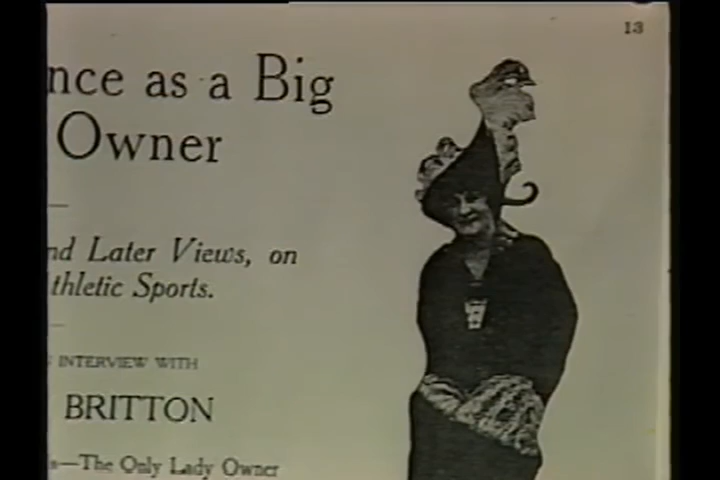 13
nce as a Big
Owner
nd Later Views, on
thletic Sports.
INTERVIEW WITH
BRITTON
s—The Only Lady Owner